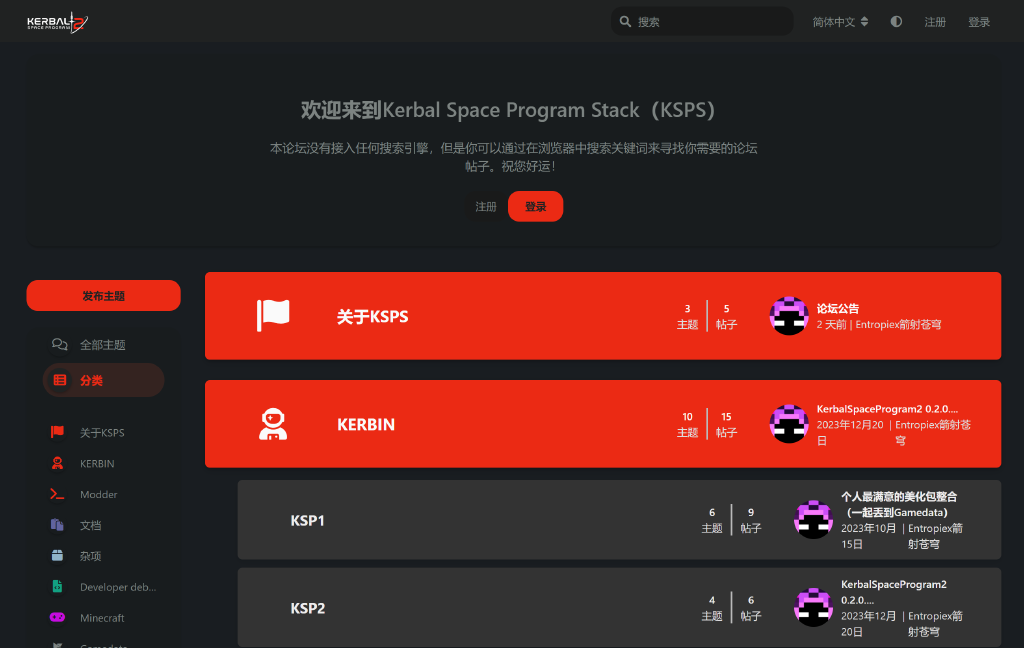 KERBAL 2
SPACE PROGRAM
搜索
简体中文
注册
登录
欢迎来到Kerbal Space Program Stack（KSPS）
本论坛没有接入任何搜索引擎，但是你可以通过在浏览器中搜索关键词来寻找你需要的论坛
帖子。祝您好运！
注册
登录
发布主题
全部主题
分类
关于KSPS
KERBIN
Modder
文档
杂项
Developer deb...
Minecraft
Gamedata
关于KSPS
3
主题
5
帖子
论坛公告
2 天前 | Entropiex箭射苍穹
KERBIN
10
主题
15
帖子
KerbalSpaceProgram2 0.2.0....
2023年12月20 | Entropiex箭射苍
日 穹
KSP1
6
主题
9
帖子
个人最满意的美化包整合
（一起丢到Gamedata）
2023年10月 | Entropiex箭
15日 射苍穹
KSP2
4
主题
6
帖子
KerbalSpaceProgram2
0.2.0....
2023年12月 | Entropiex箭
20日 射苍穹